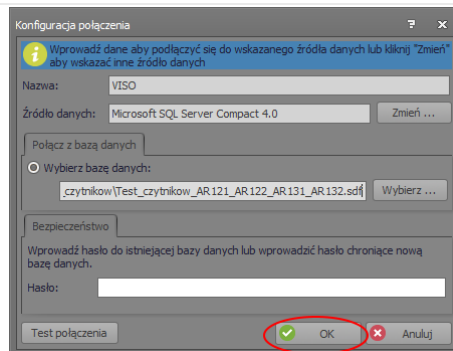 Konfiguracja połączenia
Wprowadź dane aby podłączyć się do wskazanego źródła danych lub kliknij "Zmień"
aby wskazać inne źródło danych
Nazwa: VISO
Źródło danych: Microsoft SQL Server Compact 4.0 Zmień ...
Połącz z bazą danych
Wybierz bazę danych:
_czytnikow\Test_czytnikow_AR121_AR122_AR131_AR132.sdf Wybierz ...
Bezpieczeństwo
Wprowadź hasło do istniejącej bazy danych lub wprowadzić hasło chroniące nową
bazę danych.
Hasło:
Test połączenia OK Anuluj